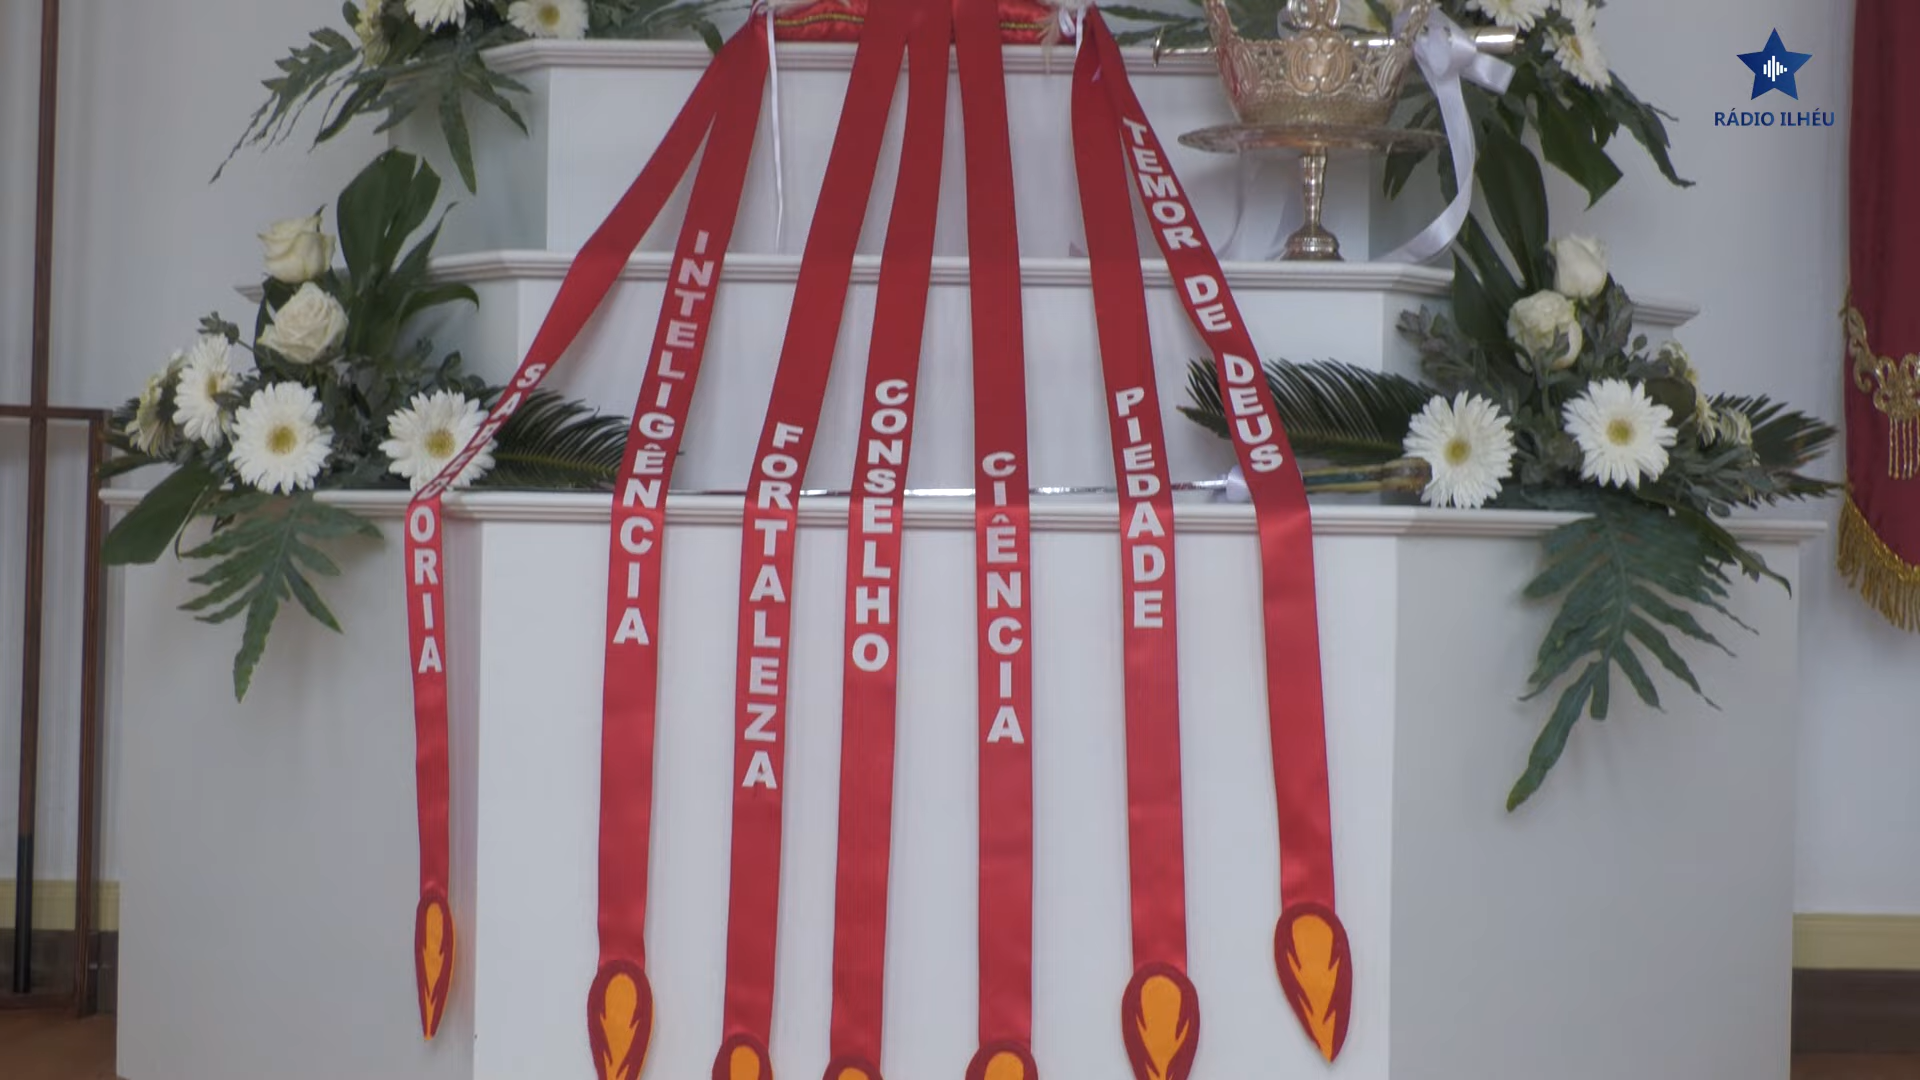 RÁDIO ILHÉU
SABEDORIA
INTELIGÊNCIA
FORTALEZA
CONSELHO
CIÊNCIA
PIEDADE
TEMOR DE DEUS